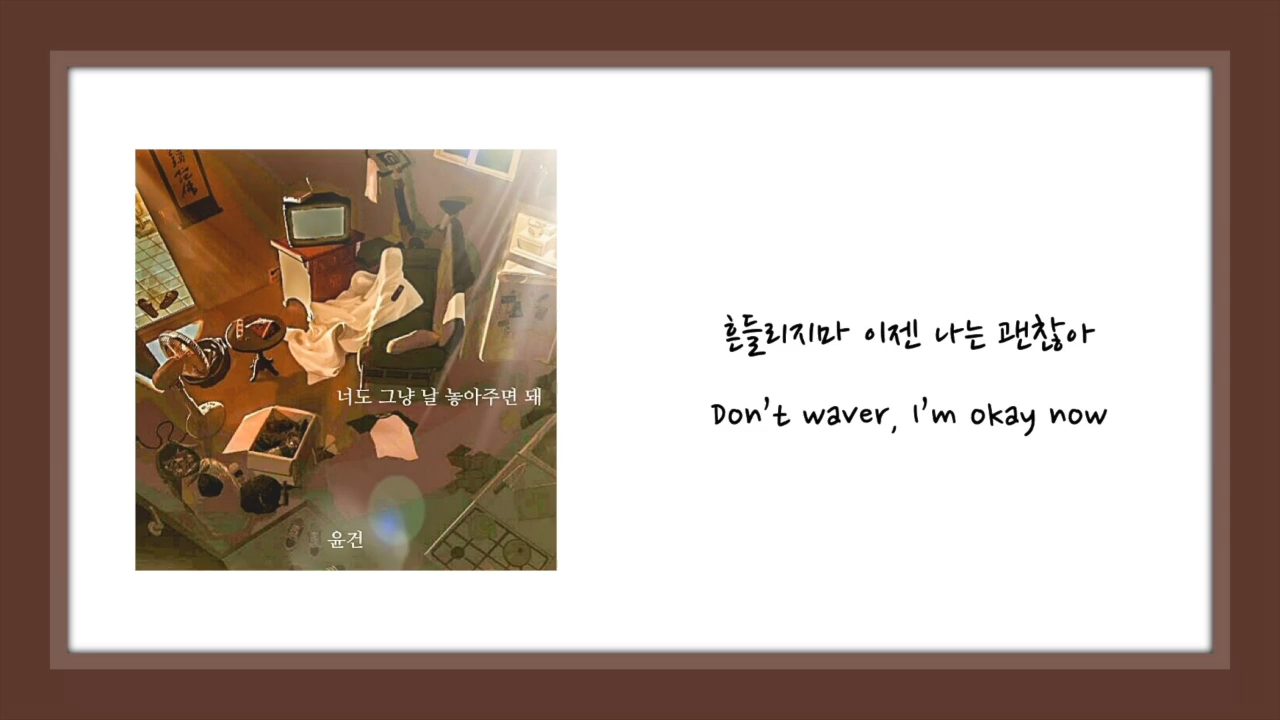 너도 그냥 날 놓아주면 돼
윤건
흔들리지마 이젠 나는 괜찮아
Don't waver, I'm okay now